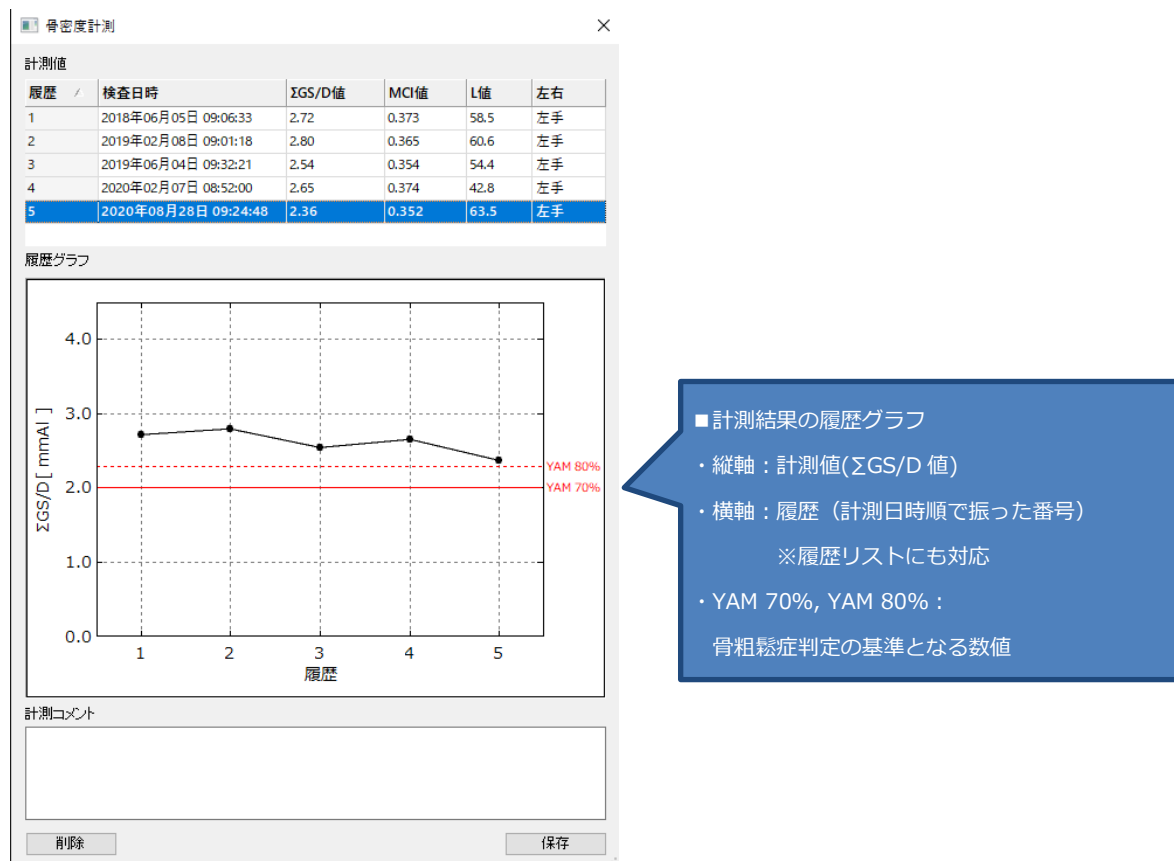 骨密度計測
計測値
履歴 検査日時 ΣGS/D値 MCI値 L値 左右
1 2018年06月05日 09:06:33 2.72 0.373 58.5 左手
2 2019年02月08日 09:01:18 2.80 0.365 60.6 左手
3 2019年06月04日 09:32:21 2.54 0.354 54.4 左手
4 2020年02月07日 08:52:00 2.65 0.374 42.8 左手
5 2020年08月28日 09:24:48 2.36 0.352 63.5 左手
履歴グラフ
4.0
3.0
2.0
1.0
0.0
ΣGS/D [ mmAl ]
YAM 80%
YAM 70%
1 2 3 4 5
履歴
計測コメント
削除 保存
■計測結果の履歴グラフ
・縦軸：計測値(ΣGS/D 値)
・横軸：履歴（計測日時順で振った番号）
※履歴リストにも対応
・YAM 70%, YAM 80%：
骨粗鬆症判定の基準となる数値